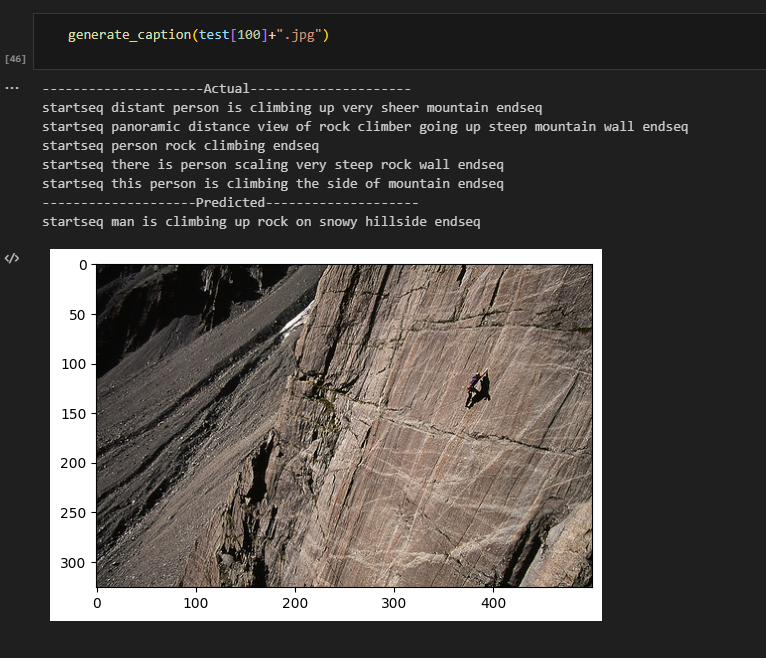 generate_caption(test[100]+".jpg")
[46]
...
---------------------Actual---------------------
startseq distant person is climbing up very sheer mountain endseq
startseq panoramic distance view of rock climber going up steep mountain wall endseq
startseq person rock climbing endseq
startseq there is person scaling very steep rock wall endseq
startseq this person is climbing the side of mountain endseq
--------------------Predicted--------------------
startseq man is climbing up rock on snowy hillside endseq
</>
0
50
100
150
200
250
300
0 100 200 300 400